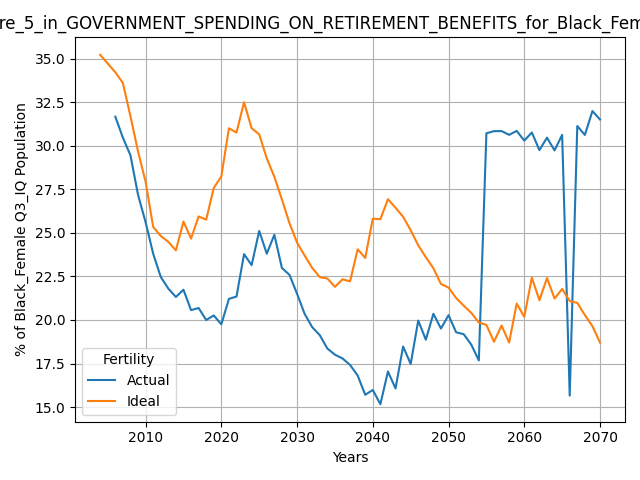 re_5_in_GOVERNMENT_SPENDING_ON_RETIREMENT_BENEFITS_for_Black_Fem
% of Black_Female Q3_IQ Population
35.0
32.5
30.0
27.5
25.0
22.5
20.0
17.5
15.0
Fertility
Actual
Ideal
2010
2020
2030
2040
2050
2060
2070
Years